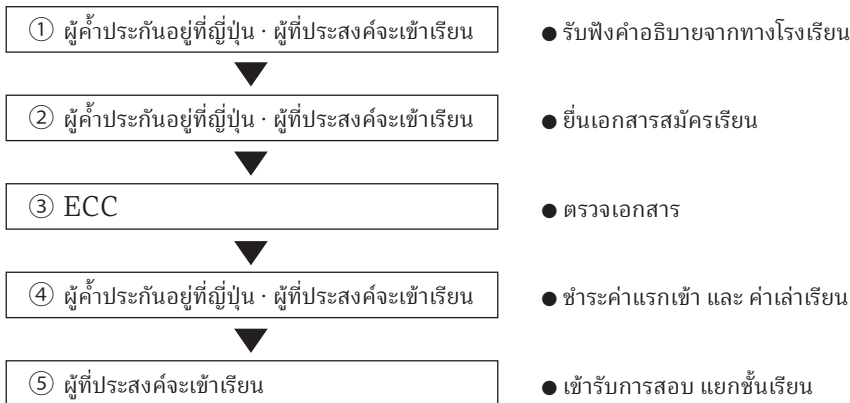 ① ผู้ค้ำประกันอยู่ที่ญี่ปุ่น · ผู้ที่ประสงค์จะเข้าเรียน ● รับฟังคำอธิบายจากทางโรงเรียน
② ผู้ค้ำประกันอยู่ที่ญี่ปุ่น · ผู้ที่ประสงค์จะเข้าเรียน ● ยื่นเอกสารสมัครเรียน
③ ECC ● ตรวจเอกสาร
④ ผู้ค้ำประกันอยู่ที่ญี่ปุ่น · ผู้ที่ประสงค์จะเข้าเรียน ● ชำระค่าแรกเข้า และ ค่าเล่าเรียน
⑤ ผู้ที่ประสงค์จะเข้าเรียน ● เข้ารับการสอบ แยกชั้นเรียน